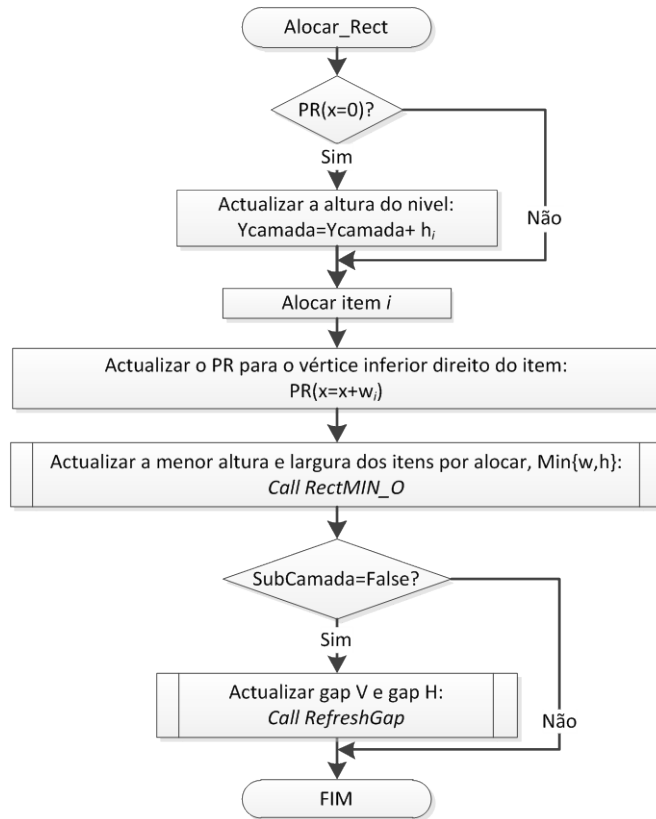 Alocar_Rect
PR(x=0)?
Sim
Actualizar a altura do nivel:
Ycamada=Ycamada+ hi
Não
Alocar item i
Actualizar o PR para o vértice inferior direito do item:
PR(x=x+wi)
Actualizar a menor altura e largura dos itens por alocar, Min{w,h}:
Call RectMIN_O
SubCamada=False?
Sim
Actualizar gap V e gap H:
Call RefreshGap
Não
FIM